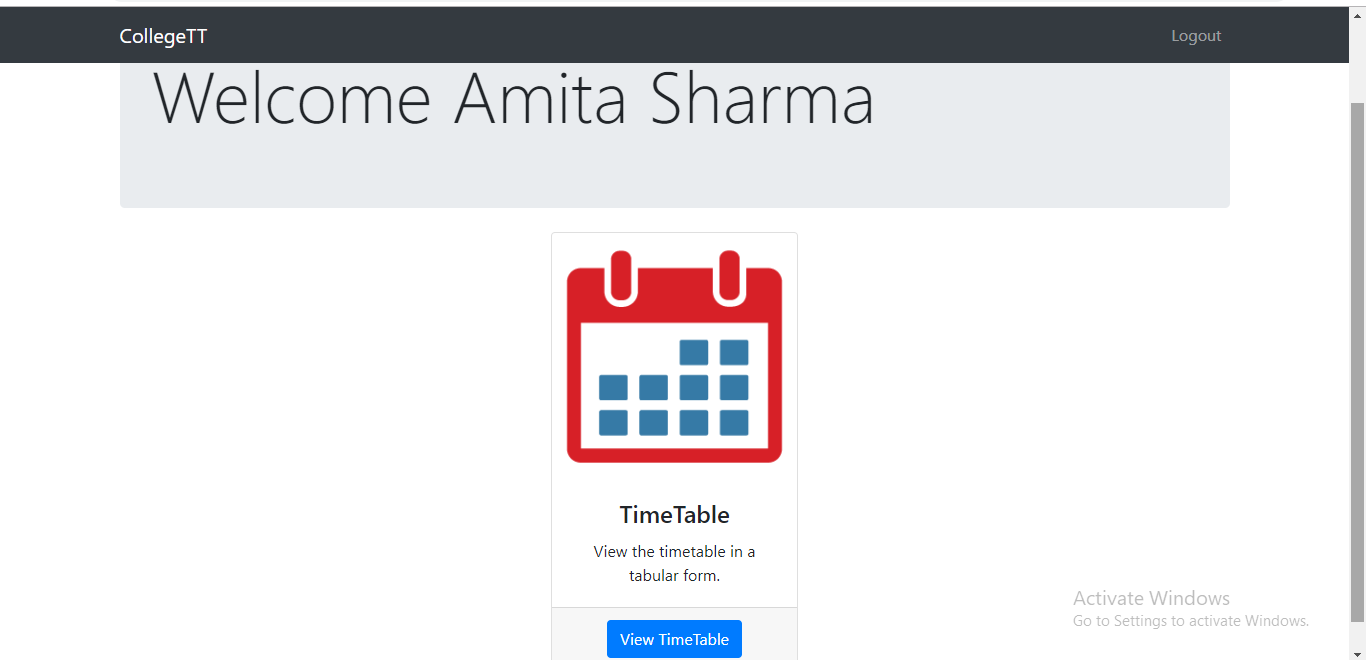 CollegeTT
Logout
Welcome Amita Sharma
TimeTable
View the timetable in a
tabular form.
View TimeTable
Activate Windows
Go to Settings to activate Windows.